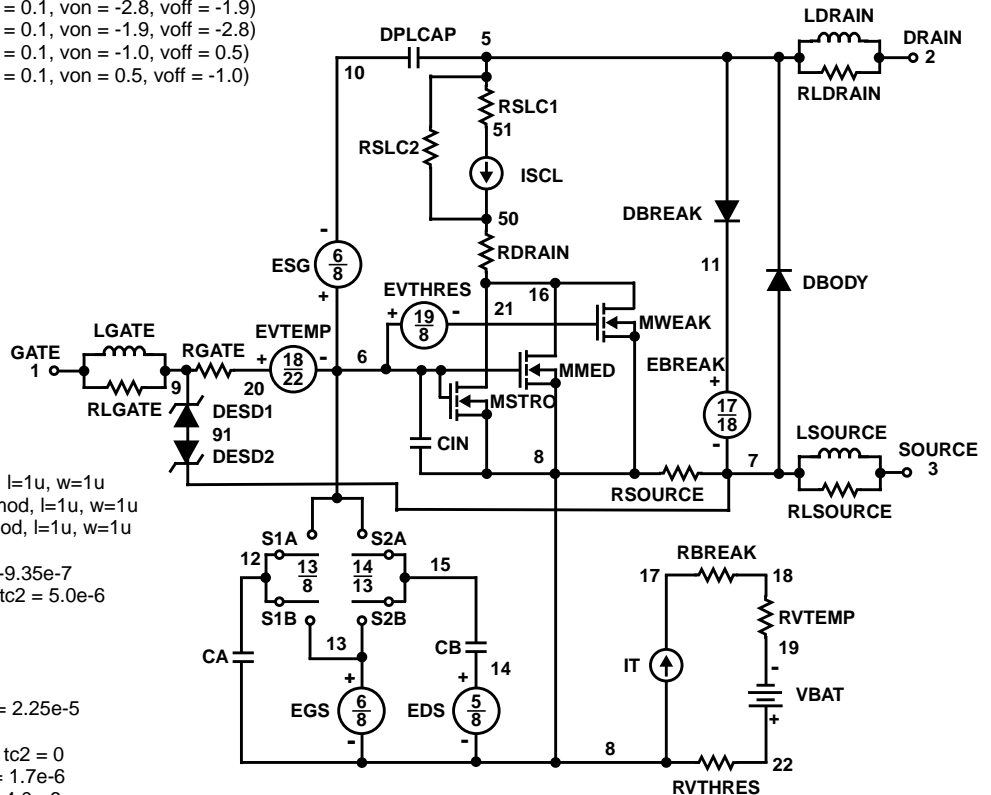 = 0.1, von = -2.8, voff = -1.9)
= 0.1, von = -1.9, voff = -2.8)
= 0.1, von = -1.0, voff = 0.5)
= 0.1, von = 0.5, voff = -1.0)
LDRAIN
DPLCAP
5
DRAIN
2
10
RLDRAIN
RSLC1
51
RSLC2
ISCL
DBREAK
50
RDRAIN
ESG
6
8
-
+
11
DBODY
EVTHRES
16
21
+
19
8
-
MWEAK
LGATE
EVTEMP
GATE
1
RGATE
+
18
22
-
6
MMED
EBREAK
+
9
20
MSTRO
17
18
-
RLGATE
DESD1
91
DESD2
CIN
LSOURCE
SOURCE
3
8
7
RSOURCE
RLSOURCE
l=1u, w=1u
nod, l=1u, w=1u
od, l=1u, w=1u
S1A
S2A
12
13
8
14
13
15
RBREAK
17
18
-9.35e-7
tc2 = 5.0e-6
S1B
S2B
RVTEMP
13
CB
19
CA
14
IT
-
VBAT
+
+
EGS
6
8
-
+
EDS
5
8
-
= 2.25e-5
8
22
tc2 = 0
= 1.7e-6
RVTHRES